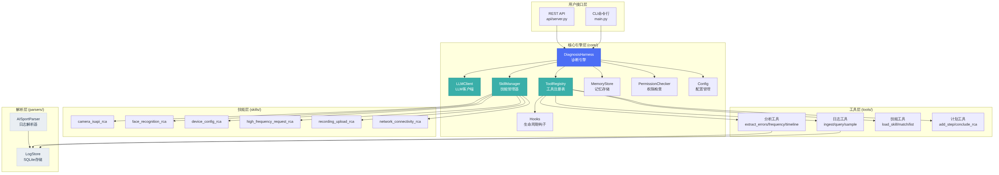 用户接口层
REST API
api/server.py
CLI命令行
main.py
核心引擎层 (core/)
DiagnosisHarness
诊断引擎
LLMClient
LLM客户端
SkillManager
技能管理器
ToolRegistry
工具注册表
MemoryStore
记忆存储
PermissionChecker
权限检查
Config
配置管理
Hooks
生命周期钩子
解析层 (parsers/)
AISportParser
日志解析器
LogStore
SQLite存储
技能层 (skills/)
camera_isapi_rca
face_recognition_rca
device_config_rca
high_frequency_request_rca
recording_upload_rca
network_connectivity_rca
工具层 (tools/)
分析工具
extract_errors/frequency/timeline
日志工具
ingest/query/sample
技能工具
load_skill/match/list
计划工具
add_step/conclude_rca